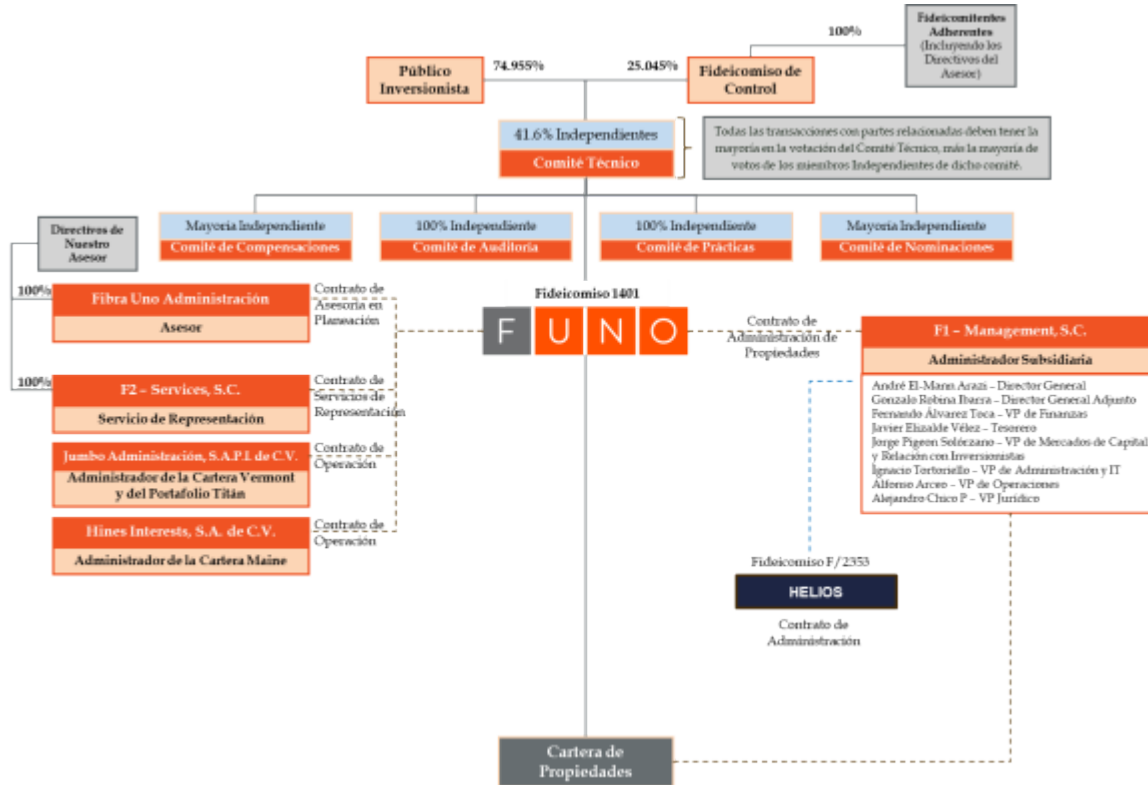 Fideicomitentes
Adherentes
(Incluyendo los
Directivos del
Asesor)
100%
Público
Inversionista
74.955%
25.045%
Fideicomiso de
Control
41.6% Independientes
Comité Técnico
Todas las transacciones con partes relacionadas deben tener la
mayoría en la votación del Comité Técnico, más la mayoría de
votos de los miembros Independientes de dicho comité.
Mayoría Independiente
Comité de Compensaciones
100% Independiente
Comité de Auditoría
100% Independiente
Comité de Prácticas
Mayoría Independiente
Comité de Nominaciones
Directivos de
Nuestro
Asesor
100%
Fibra Uno Administración
Asesor
Contrato de
Asesoría en
Planeación
Fideicomiso 1401
FUNO
Contrato de
Administración de
Propiedades
F1 – Management, S.C.
Administrador Subsidiaria
André El-Mann Arazi – Director General
Gonzalo Robina Ibarra – Director General Adjunto
Fernando Álvarez Toca – VP de Finanzas
Javier Elizalde Vélez – Tesorero
Jorge Pigeon Solórzano – VP de Mercados de Capital
y Relación con Inversionistas
Ignacio Tortoriello – VP de Administración y IT
Alfonso Arceo – VP de Operaciones
Alejandro Chico P – VP Jurídico
100%
F2 – Services, S.C.
Servicio de Representación
Contrato de
Servicios de
Representación
Jumbo Administración, S.A.P.I. de C.V.
Administrador de la Cartera Vermont
y del Portafolio Titán
Contrato de
Operación
Hines Interests, S.A. de C.V.
Administrador de la Cartera Maine
Contrato de
Operación
Fideicomiso F/2353
HELIOS
Contrato de
Administración
Cartera de
Propiedades